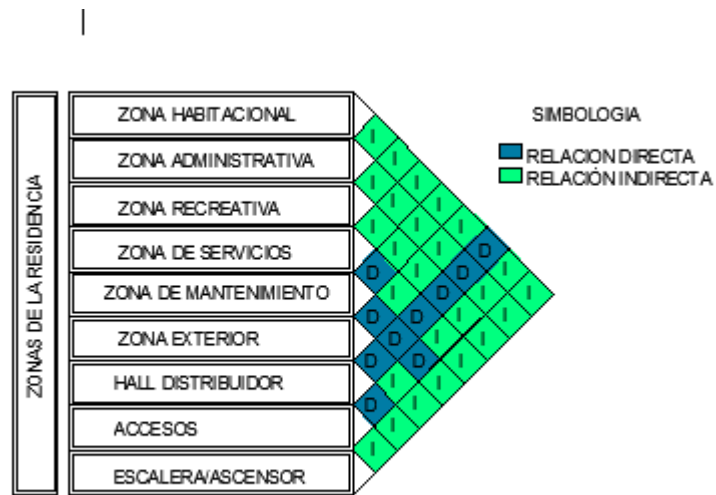 ZONAS DE LA RESIDENCIA
ZONA HABITACIONAL
SIMBOLOGIA
I
RELACION DIRECTA
I
ZONA ADMINISTRATIVA
RELACIÓN INDIRECTA
I I
I I
ZONA RECREATIVA
I I I
ZONA DE SERVICIOS
I I D
D I D I
ZONA DE MANTENIMIENTO
I D I I
D D I I
ZONA EXTERIOR
D I I
D D I
HALL DISTRIBUIDOR
I I
D I
ACCESOS
I
I
ESCALERA/ASCENSOR